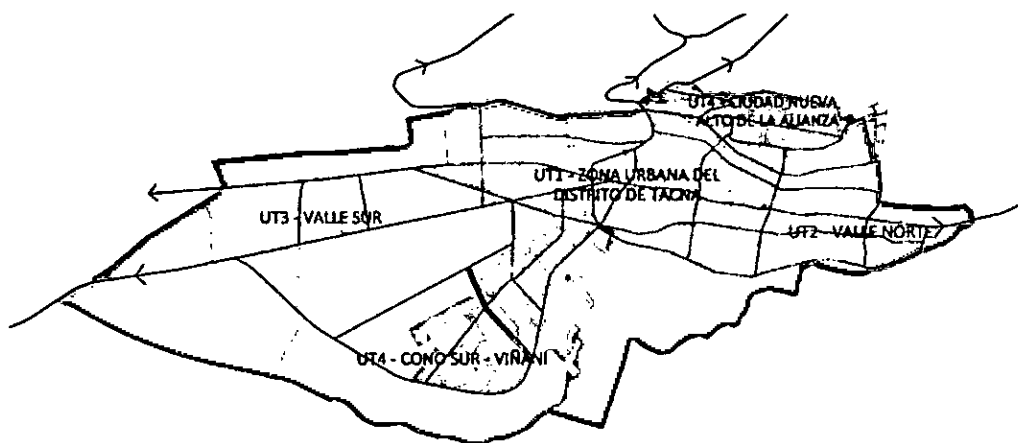 CIUDAD NUEVA
ALTO DE LA ALIANZA
UT1 - ZONA URBANA DEL
DISTRITO DE TACNA
UT3 - VALLE SUR
UT2 - VALLE NORTE
UT4 - CONO SUR - VIÑANI